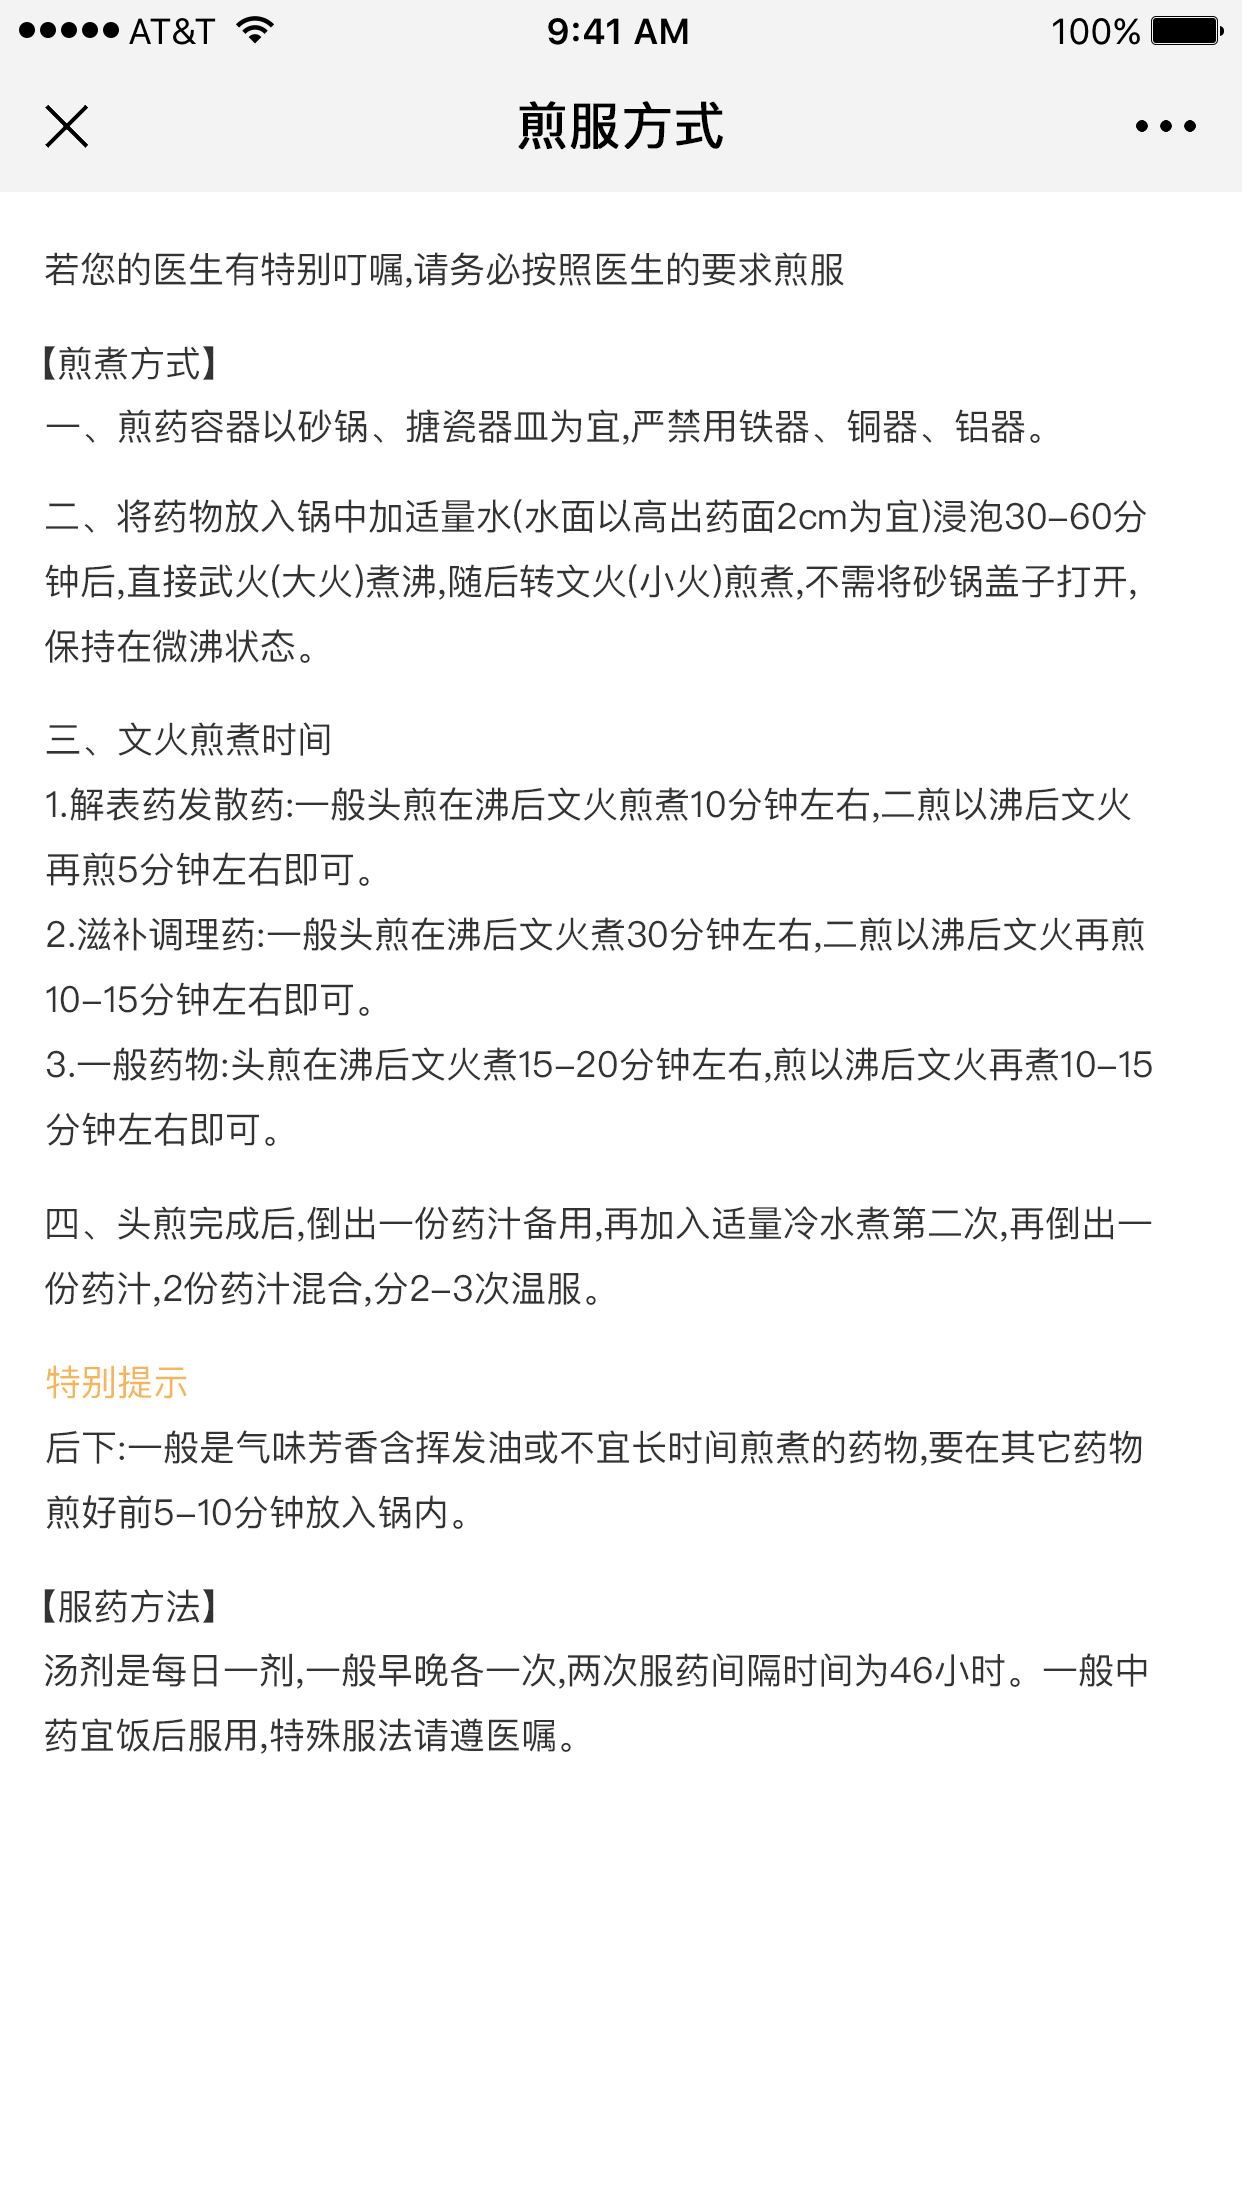 AT&T 9:41 AM 100%
煎服方式
若您的医生有特别叮嘱,请务必按照医生的要求煎服
【煎煮方式】
一、煎药容器以砂锅、搪瓷器皿为宜,严禁用铁器、铜器、铝器。
二、将药物放入锅中加适量水(水面以高出药面2cm为宜)浸泡30-60分
钟后,直接武火(大火)煮沸,随后转文火(小火)煎煮,不需将砂锅盖子打开,
保持在微沸状态。
三、文火煎煮时间
1.解表药发散药:一般头煎在沸后文火煎煮10分钟左右,二煎以沸后文火
再煎5分钟左右即可。
2.滋补调理药:一般头煎在沸后文火煮30分钟左右,二煎以沸后文火再煎
10-15分钟左右即可。
3.一般药物:头煎在沸后文火煮15-20分钟左右,煎以沸后文火再煮10-15
分钟左右即可。
四、头煎完成后,倒出一份药汁备用,再加入适量冷水煮第二次,再倒出一
份药汁,2份药汁混合,分2-3次温服。
特别提示
后下:一般是气味芳香含挥发油或不宜长时间煎煮的药物,要在其它药物
煎好前5-10分钟放入锅内。
【服药方法】
汤剂是每日一剂,一般早晚各一次,两次服药间隔时间为46小时。一般中
药宜饭后服用,特殊服法请遵医嘱。